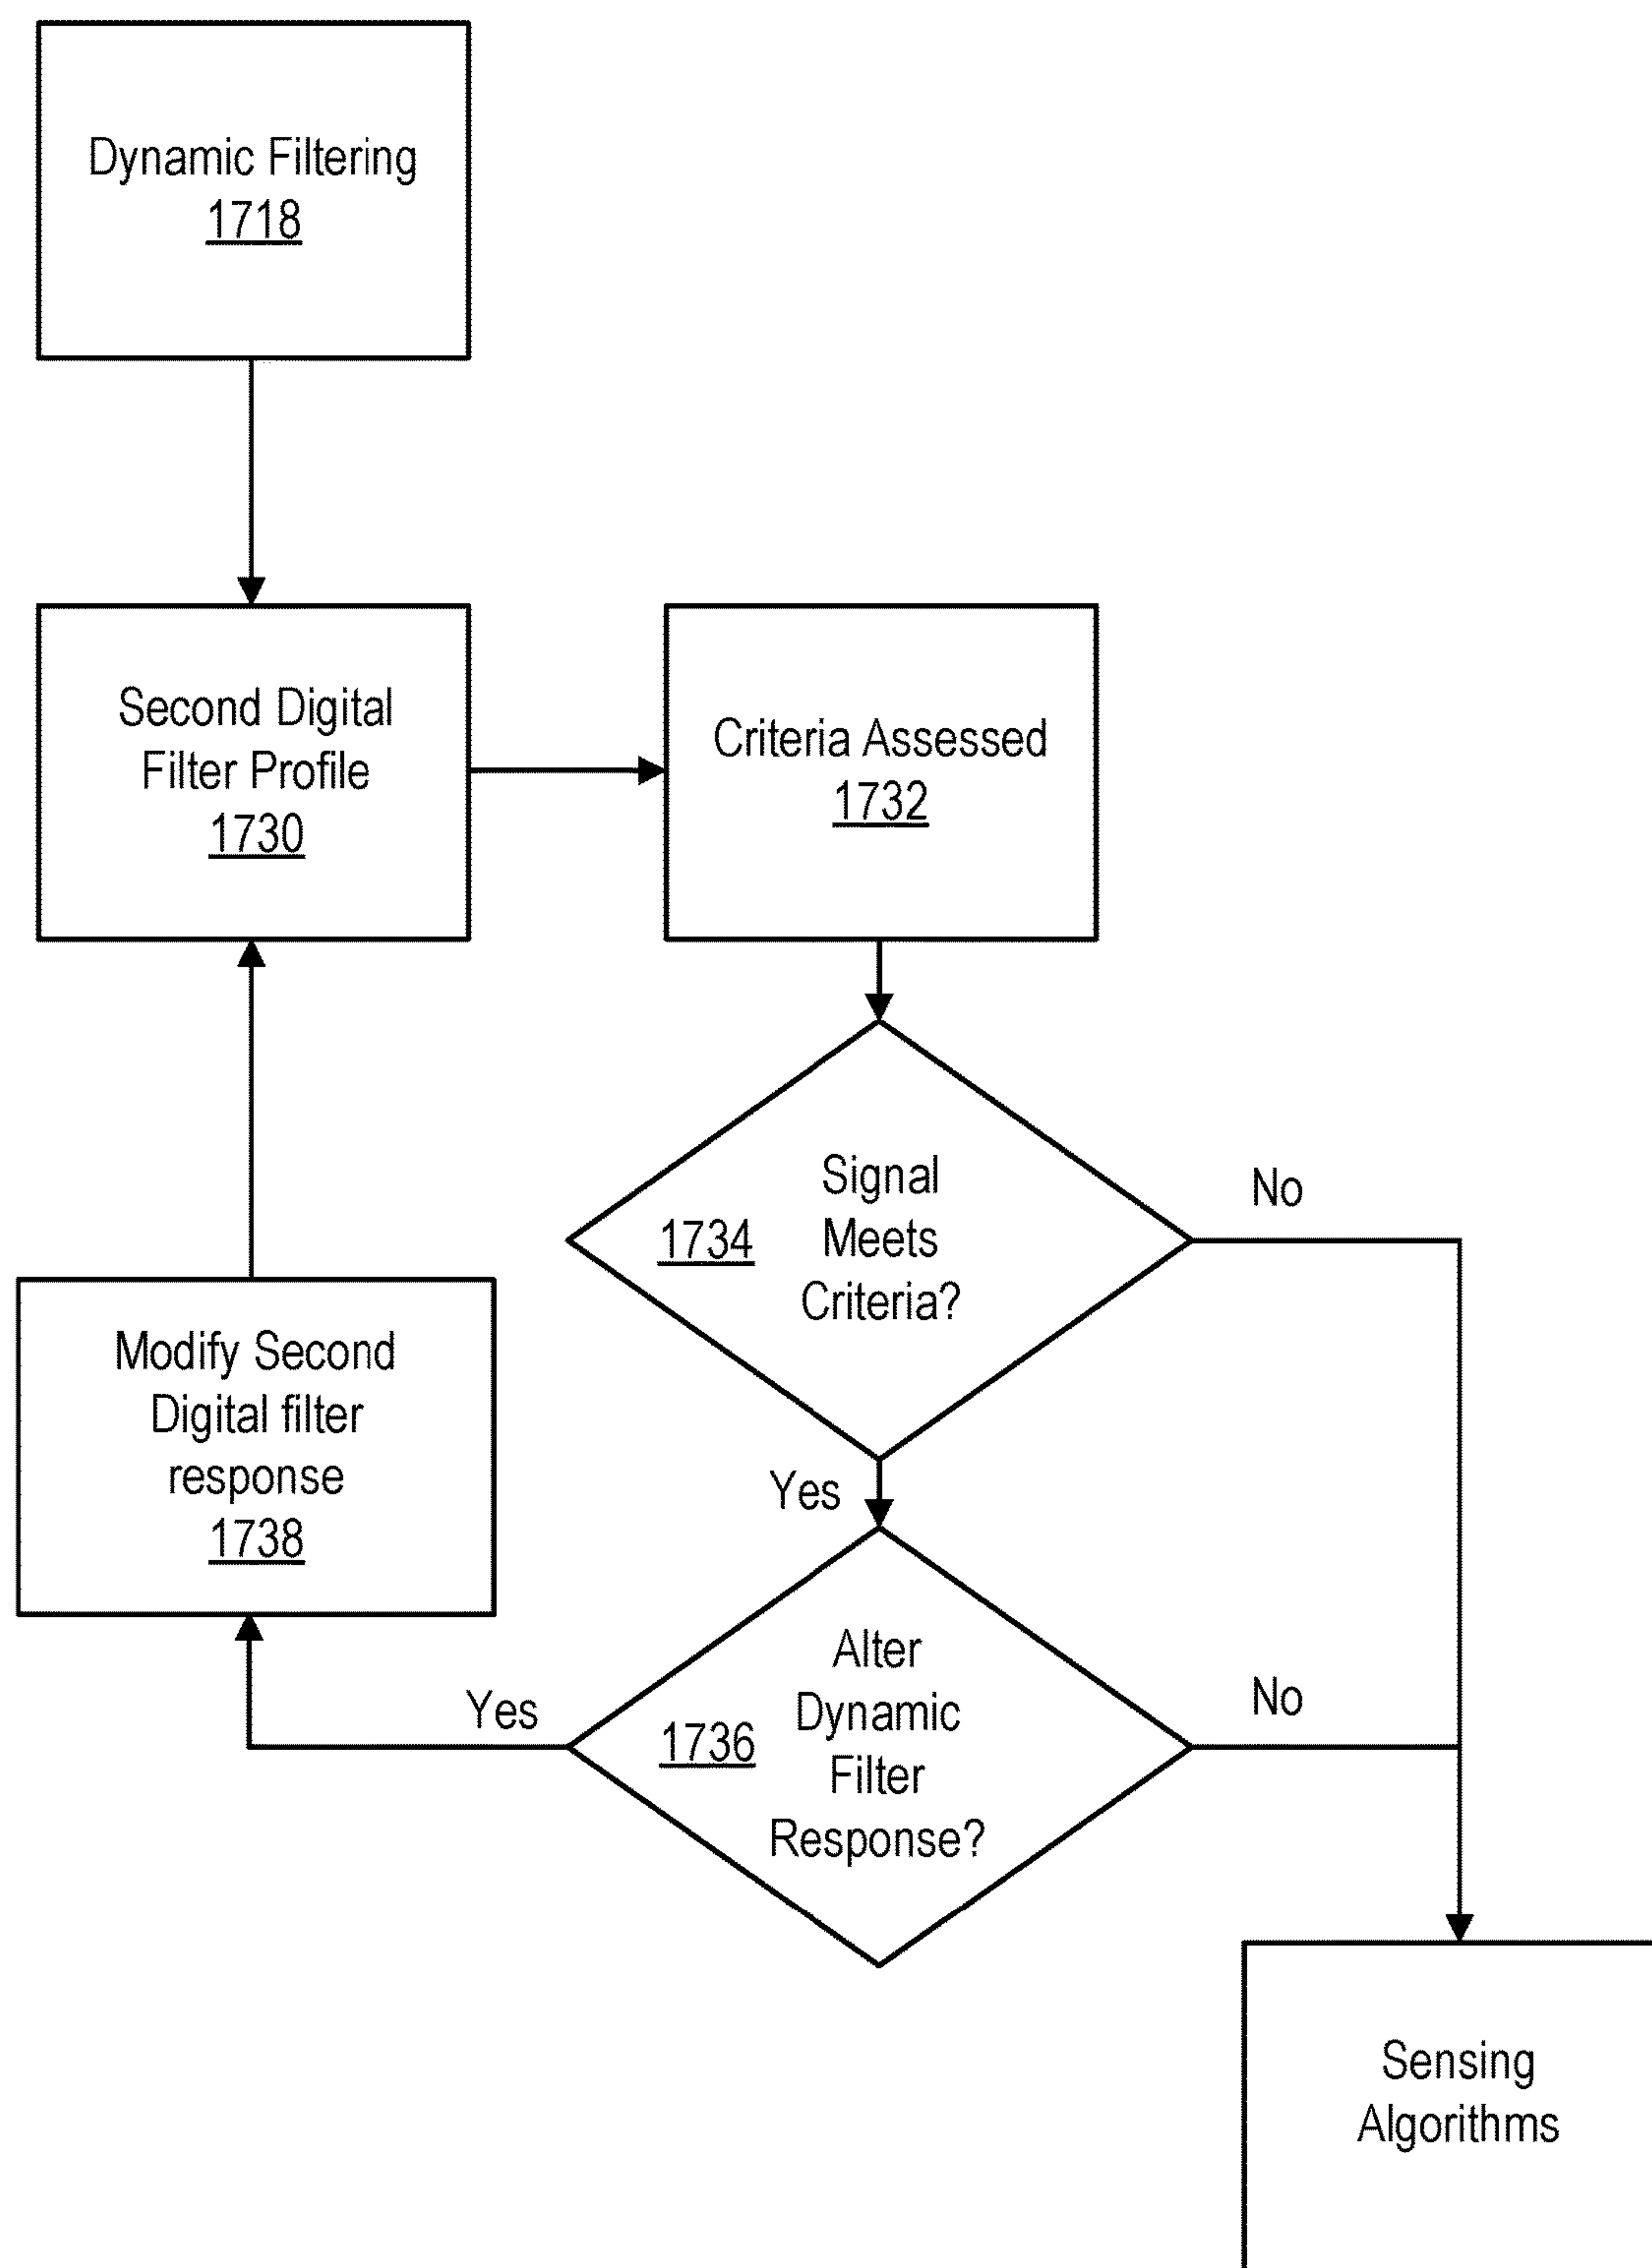 Dynamic Filtering
1718
Second Digital
Filter Profile
1730
Criteria Assessed
1732
Signal
Meets
Criteria?
1734
No
Yes
Modify Second
Digital filter
response
1738
Alter
Dynamic
Filter
Response?
1736
Yes
No
Sensing
Algorithms